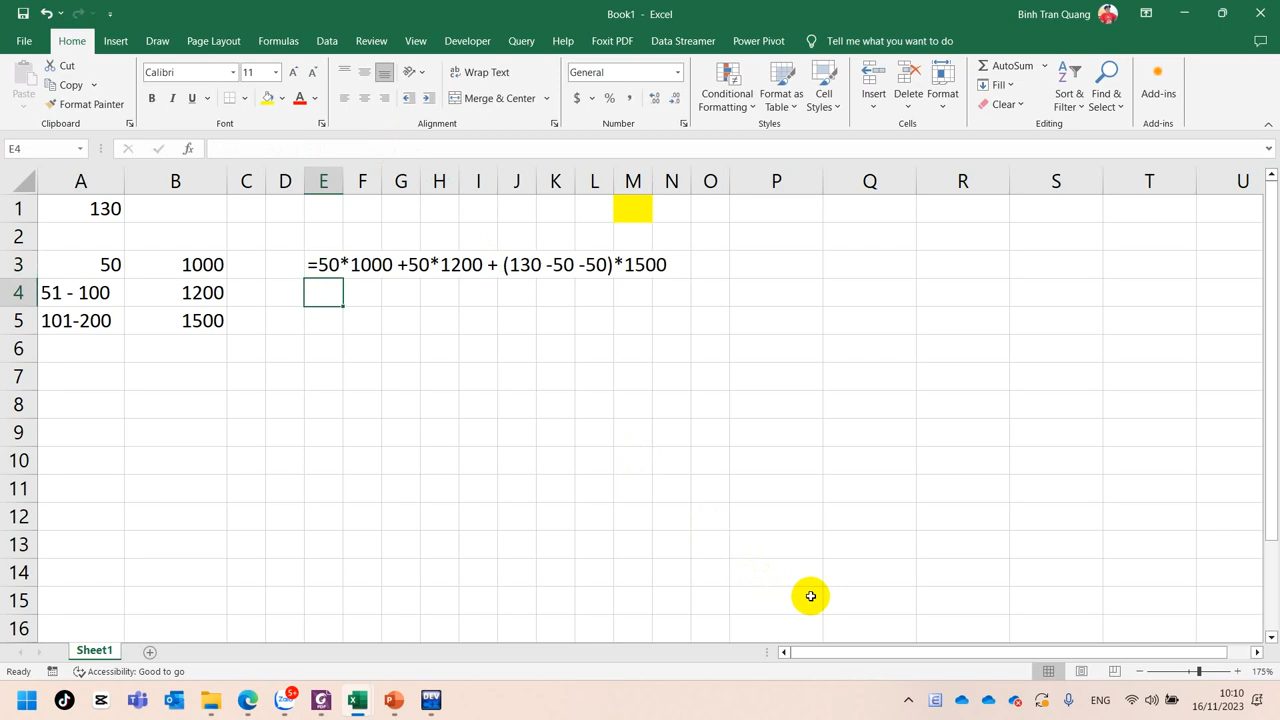 Book1 - Excel
Binh Tran Quang
File Home Insert Draw Page Layout Formulas Data Review View Developer Query Help Foxit PDF Data Streamer Power Pivot Tell me what you want to do
Paste
Cut
Copy
Format Painter
Clipboard
Calibri 11
B I U
Font
Wrap Text
Merge & Center
Alignment
General
$ % ,
Number
Conditional Formatting
Format as Table
Cell Styles
Styles
Insert
Delete
Format
Cells
AutoSum
Fill
Clear
Sort & Filter
Find & Select
Editing
Add-ins
Add-ins
E4 fx
A B C D E F G H I J K L M N O P Q R S T U
1 130
2
3 50 1000 =50*1000 +50*1200 + (130 -50 -50)*1500
4 51 - 100 1200
5 101-200 1500
6
7
8
9
10
11
12
13
14
15
16
Sheet1
Ready Accessibility: Good to go 175%
5+
DEV
ENG
10:10
16/11/2023